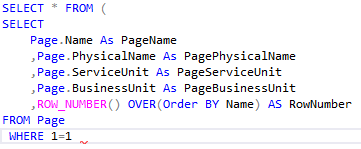 SELECT * FROM (
SELECT
Page.Name As PageName
,Page.PhysicalName As PagePhysicalName
,Page.ServiceUnit As PageServiceUnit
,Page.BusinessUnit As PageBusinessUnit
,ROW_NUMBER() OVER(Order BY Name) AS RowNumber
FROM Page
WHERE 1=1